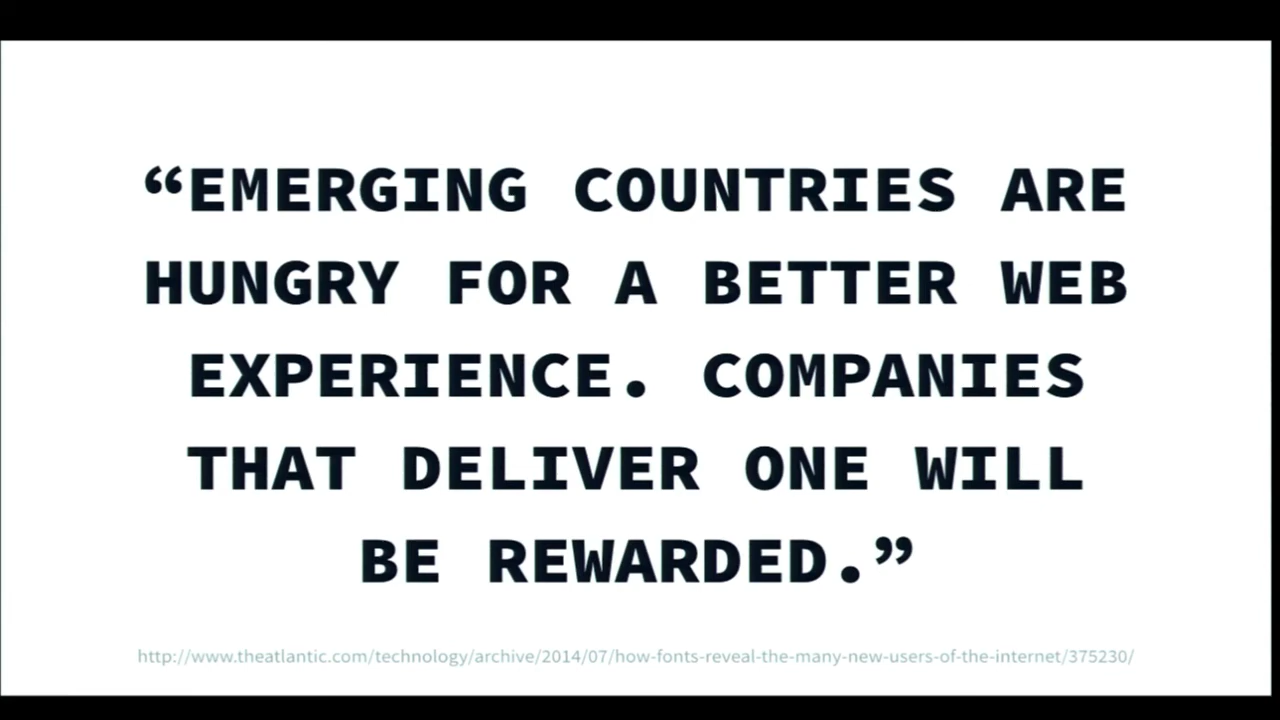 “EMERGING COUNTRIES ARE
HUNGRY FOR A BETTER WEB
EXPERIENCE. COMPANIES
THAT DELIVER ONE WILL
BE REWARDED.”
http://www.theatlantic.com/technology/archive/2014/07/how-fonts-reveal-the-many-new-users-of-the-internet/375230/